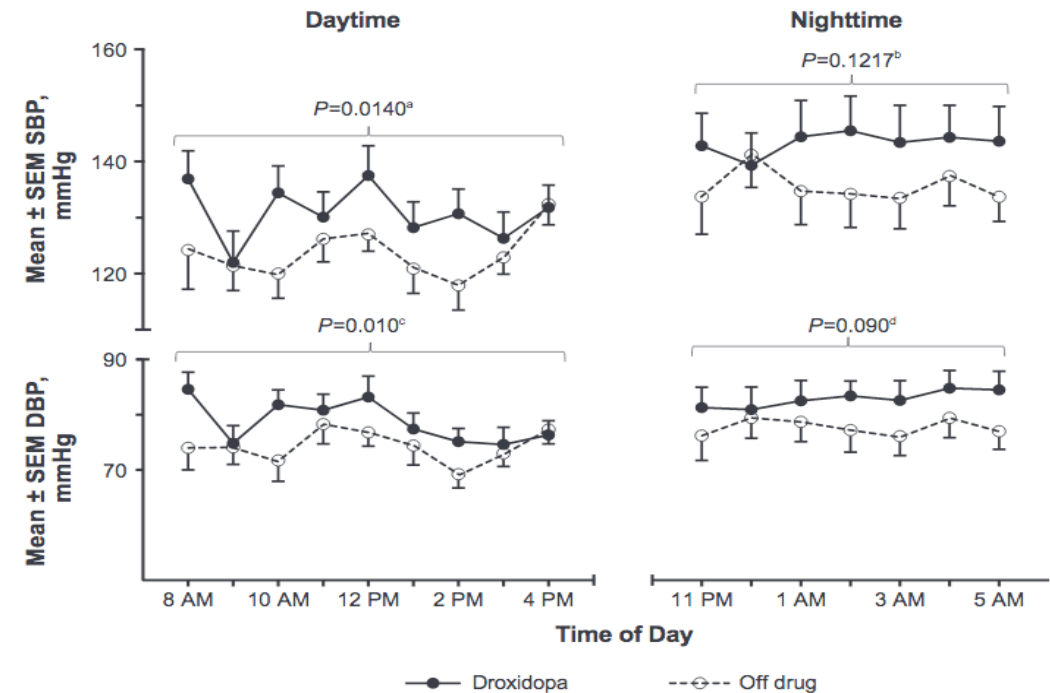 Daytime
Nighttime
Mean ± SEM SBP,
mmHg
160
140
120
P=0.0140a
P=0.1217b
Mean ± SEM DBP,
mmHg
90
70
P=0.010c
P=0.090d
8 AM 10 AM 12 PM 2 PM 4 PM
11 PM 1 AM 3 AM 5 AM
Time of Day
Droxidopa Off drug